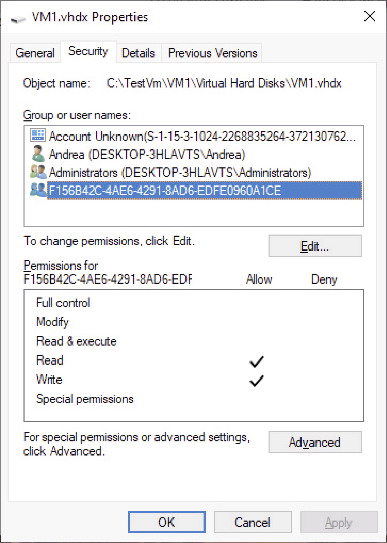 VM1.vhdx Properties
General Security Details Previous Versions
Object name: C:\TestVm\VM1\Virtual Hard Disks\VM1.vhdx
Group or user names:
Account Unknown(S-1-15-3-1024-2268835264-372130762...
Andrea (DESKTOP-3HLAVTS\Andrea)
Administrators (DESKTOP-3HLAVTS\Administrators)
F156B42C-4AE6-4291-8AD6-EDFE0960A1CE
To change permissions, click Edit.
Edit...
Permissions for
F156B42C-4AE6-4291-8AD6-EDF Allow Deny
Full control
Modify
Read & execute
Read
Write
Special permissions
For special permissions or advanced settings,
click Advanced.
Advanced
OK Cancel Apply